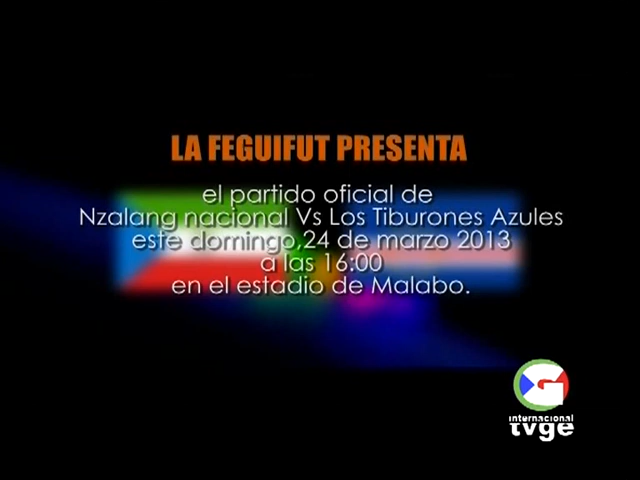 LA FEGUIFUT PRESENTA
el partido oficial de
Nzalang nacional Vs Los Tiburones Azules
este domingo,24 de marzo 2013
a las 16:00
en el estadio de Malabo.
G
internacional
tvge